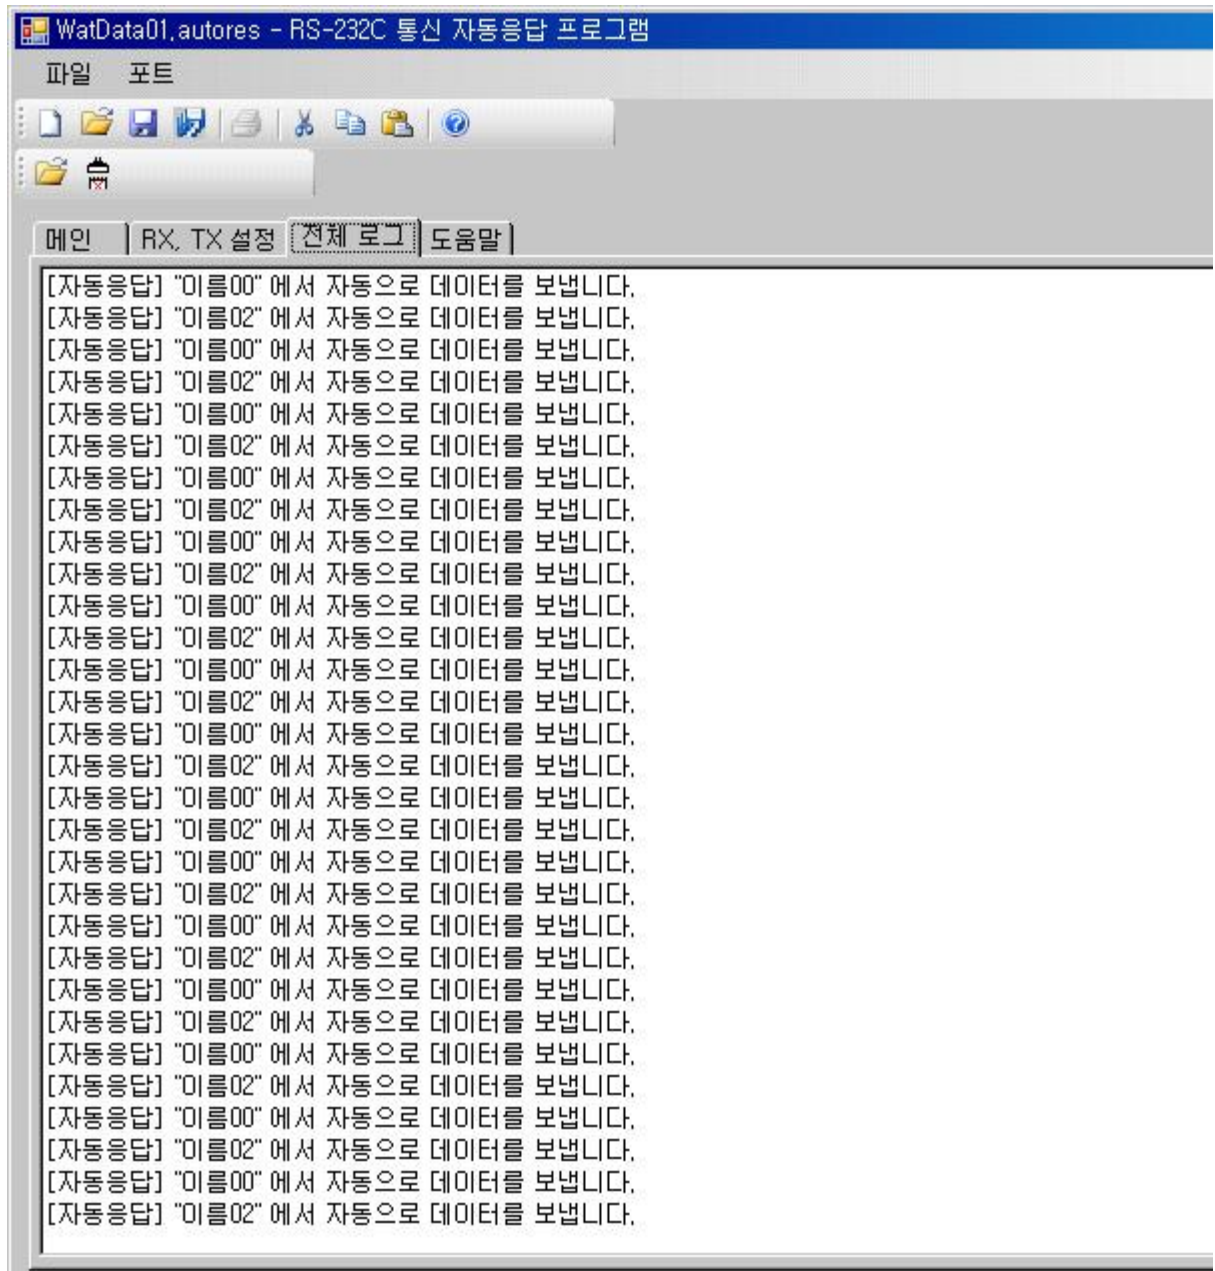 WatData01.autores - RS-232C 통신 자동응답 프로그램
파일 포트
메인 RX, TX 설정 전체 로그 도움말
[자동응답] "이름00" 에서 자동으로 데이터를 보냅니다.
[자동응답] "이름02" 에서 자동으로 데이터를 보냅니다.
[자동응답] "이름00" 에서 자동으로 데이터를 보냅니다.
[자동응답] "이름02" 에서 자동으로 데이터를 보냅니다.
[자동응답] "이름00" 에서 자동으로 데이터를 보냅니다.
[자동응답] "이름02" 에서 자동으로 데이터를 보냅니다.
[자동응답] "이름00" 에서 자동으로 데이터를 보냅니다.
[자동응답] "이름02" 에서 자동으로 데이터를 보냅니다.
[자동응답] "이름00" 에서 자동으로 데이터를 보냅니다.
[자동응답] "이름02" 에서 자동으로 데이터를 보냅니다.
[자동응답] "이름00" 에서 자동으로 데이터를 보냅니다.
[자동응답] "이름02" 에서 자동으로 데이터를 보냅니다.
[자동응답] "이름00" 에서 자동으로 데이터를 보냅니다.
[자동응답] "이름02" 에서 자동으로 데이터를 보냅니다.
[자동응답] "이름00" 에서 자동으로 데이터를 보냅니다.
[자동응답] "이름02" 에서 자동으로 데이터를 보냅니다.
[자동응답] "이름00" 에서 자동으로 데이터를 보냅니다.
[자동응답] "이름02" 에서 자동으로 데이터를 보냅니다.
[자동응답] "이름00" 에서 자동으로 데이터를 보냅니다.
[자동응답] "이름02" 에서 자동으로 데이터를 보냅니다.
[자동응답] "이름00" 에서 자동으로 데이터를 보냅니다.
[자동응답] "이름02" 에서 자동으로 데이터를 보냅니다.
[자동응답] "이름00" 에서 자동으로 데이터를 보냅니다.
[자동응답] "이름02" 에서 자동으로 데이터를 보냅니다.
[자동응답] "이름00" 에서 자동으로 데이터를 보냅니다.
[자동응답] "이름02" 에서 자동으로 데이터를 보냅니다.
[자동응답] "이름00" 에서 자동으로 데이터를 보냅니다.
[자동응답] "이름02" 에서 자동으로 데이터를 보냅니다.
[자동응답] "이름00" 에서 자동으로 데이터를 보냅니다.
[자동응답] "이름02" 에서 자동으로 데이터를 보냅니다.